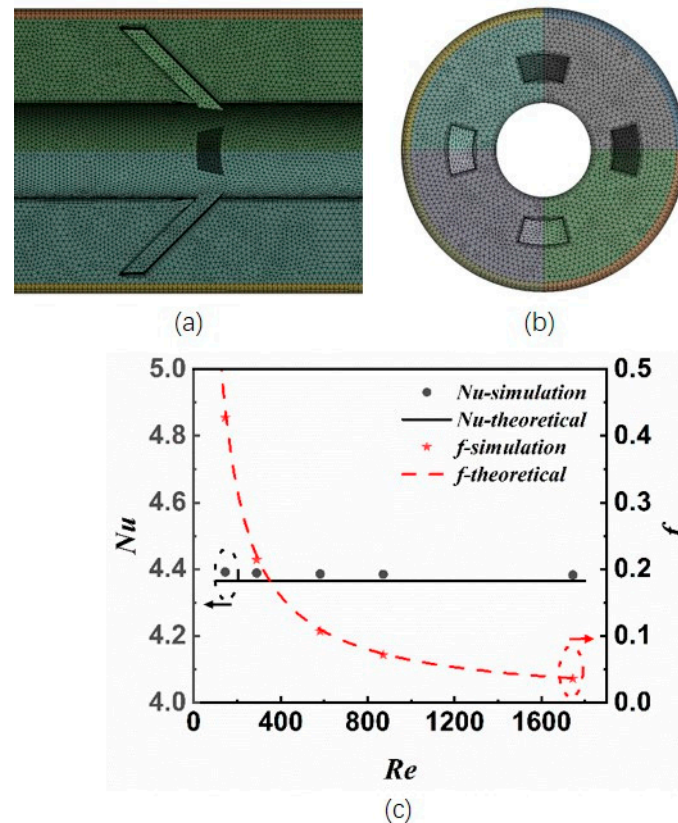 (a)
(b)
5.0
4.8
4.6
4.4
4.2
4.0
Nu
0.5
0.4
0.3
0.2
0.1
0.0
f
Nu-simulation
Nu-theoretical
f-simulation
f-theoretical
0 400 800 1200 1600
Re
(c)